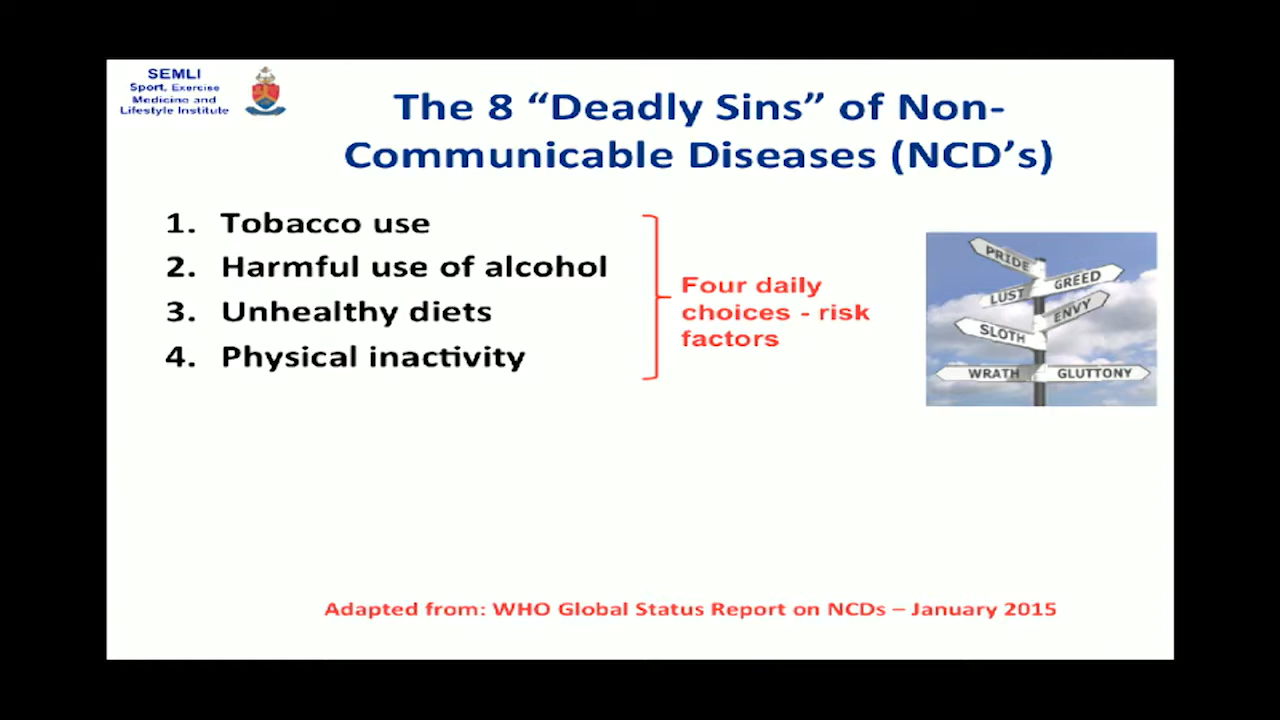 SEMLI
Sport, Exercise
Medicine and
Lifestyle Institute
The 8 “Deadly Sins” of Non-
Communicable Diseases (NCD’s)
1. Tobacco use
2. Harmful use of alcohol
3. Unhealthy diets
4. Physical inactivity
Four daily
choices - risk
factors
PRIDE
LUST
GREED
ENVY
SLOTH
WRATH
GLUTTONY
Adapted from: WHO Global Status Report on NCDs – January 2015